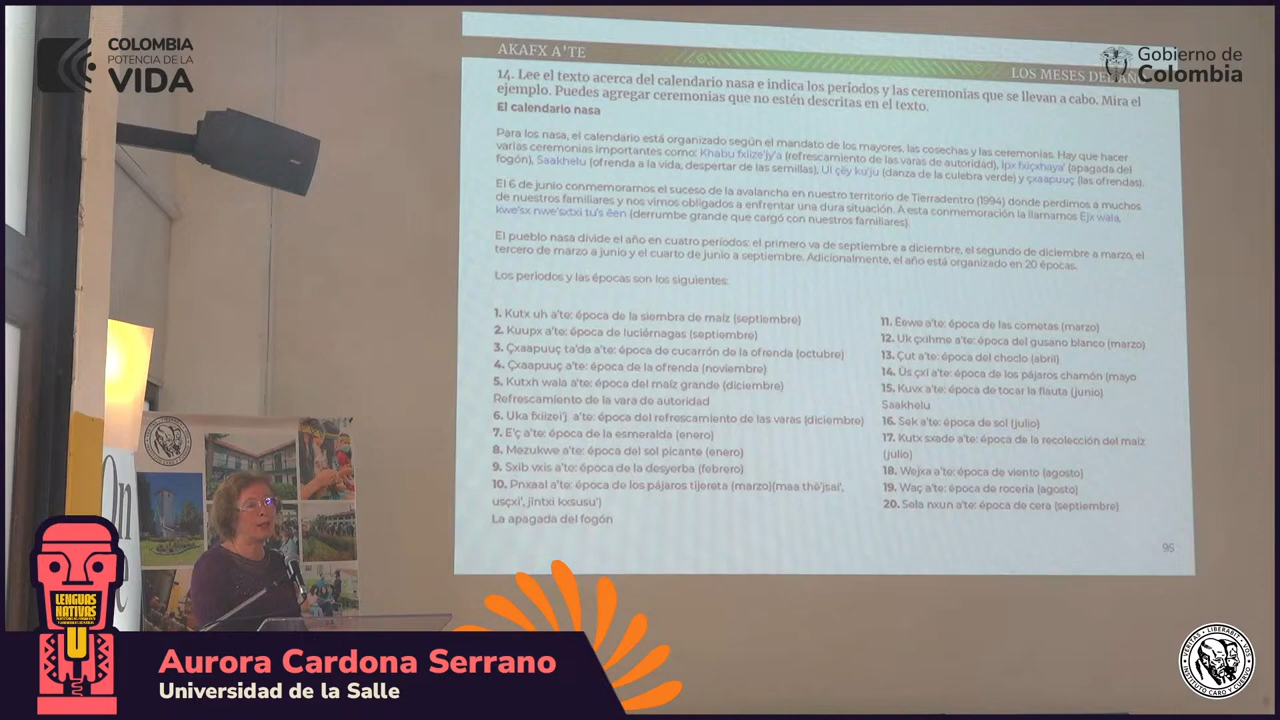 COLOMBIA
POTENCIA DE LA
VIDA
Gobierno de
Colombia
AKAFX A'TE
LOS MESES DEL AÑO
14. Lee el texto acerca del calendario nasa e indica los periodos y las ceremonias que se llevan a cabo. Mira el
ejemplo. Puedes agregar ceremonias que no estén descritas en el texto.
El calendario nasa
Para los nasa, el calendario está organizado según el mandato de los mayores, las cosechas y las ceremonias. Hay que hacer
varias ceremonias importantes como: Khabu fxiize'jy'a (refrescamiento de las varas de autoridad), Ipx fxiçxhaya' (apagada del
fogón), Saakhelu (ofrenda a la vida, despertar de las semillas), Ul çêy ku'ju (danza de la culebra verde) y çxaapuuç (las ofrendas).
El 6 de junio conmemoramos el suceso de la avalancha en nuestro territorio de Tierradentro (1994) donde perdimos a muchos
de nuestros familiares y nos vimos obligados a enfrentar una dura situación. A esta conmemoración la llamamos Ejx wala,
kwe'sx nwe'sxtxi tu's êen (derrumbe grande que cargó con nuestros familiares).
El pueblo nasa divide el año en cuatro periodos: el primero va de septiembre a diciembre, el segundo de diciembre a marzo, el
tercero de marzo a junio y el cuarto de junio a septiembre. Adicionalmente, el año está organizado en 20 épocas.
Los periodos y las épocas son los siguientes:
1. Kutx uh a'te: época de la siembra de maíz (septiembre)
2. Kuupx a'te: época de luciérnagas (septiembre)
3. Çxaapuuç ta'da a'te: época de cucarrón de la ofrenda (octubre)
4. Çxaapuuç a'te: época de la ofrenda (noviembre)
5. Kutxh wala a'te: época del maíz grande (diciembre)
Refrescamiento de la vara de autoridad
6. Uka fxiizei'j a'te: época del refrescamiento de las varas (diciembre)
7. E'ç a'te: época de la esmeralda (enero)
8. Mezukwe a'te: época del sol picante (enero)
9. Sxib vxis a'te: época de la desyerba (febrero)
10. Pnxaal a'te: época de los pájaros tijereta (marzo)(maa thẽ'jsai',
usçxi', jĩntxi kxsusu')
La apagada del fogón
11. Eewe a'te: época de las cometas (marzo)
12. Uk çxihme a'te: época del gusano blanco (marzo)
13. Çut a'te: época del choclo (abril)
14. Üs çxi a'te: época de los pájaros chamón (mayo
15. Kuvx a'te: época de tocar la flauta (junio)
Saakhelu
16. Sek a'te: época de sol (julio)
17. Kutx sxade a'te: época de la recolección del maíz
(julio)
18. Wejxa a'te: época de viento (agosto)
19. Waç a'te: época de rocería (agosto)
20. Sela nxun a'te: época de cera (septiembre)
95
On
e
LENGUAS
NATIVAS
Aurora Cardona Serrano
Universidad de la Salle
VERITAS · LIBERABIT · VOS
INSTITUTO CARO Y CUERVO